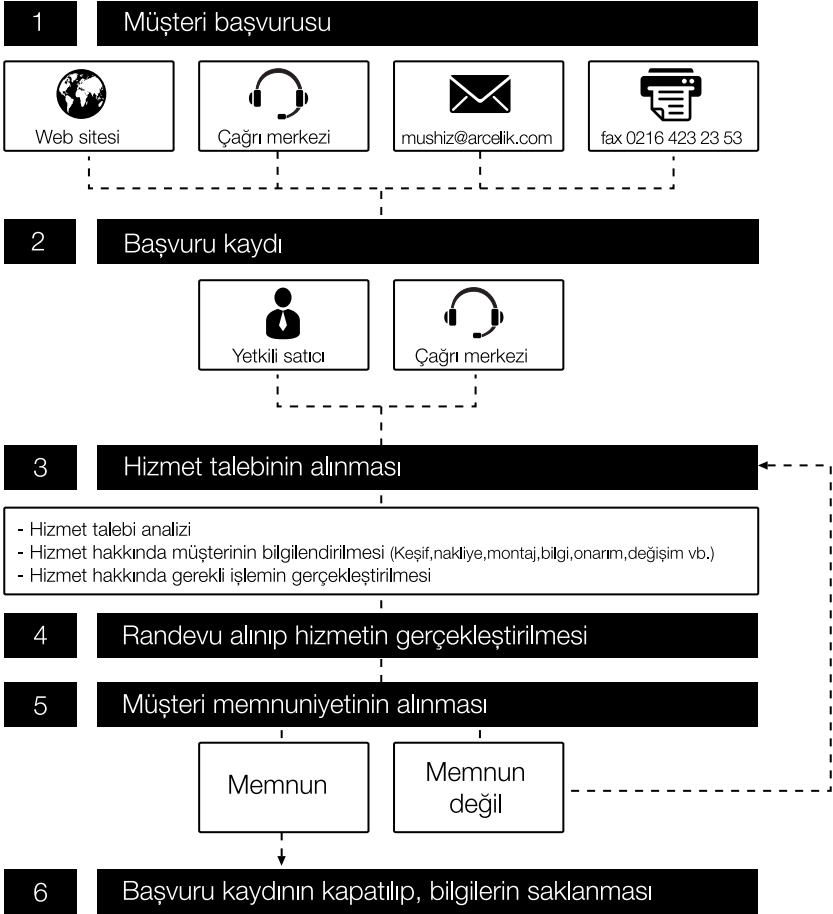 1 Müşteri başvurusu
Web sitesi
Çağrı merkezi
mushiz@arcelik.com
fax 0216 423 23 53
2 Başvuru kaydı
Yetkili satıcı
Çağrı merkezi
3 Hizmet talebinin alınması
- Hizmet talebi analizi
- Hizmet hakkında müşterinin bilgilendirilmesi (Keşif,nakliye,montaj,bilgi,onarım,değişim vb.)
- Hizmet hakkında gerekli işlemin gerçekleştirilmesi
4 Randevu alınıp hizmetin gerçekleştirilmesi
5 Müşteri memnuniyetinin alınması
Memnun
Memnun
değil
6 Başvuru kaydının kapatılıp, bilgilerin saklanması